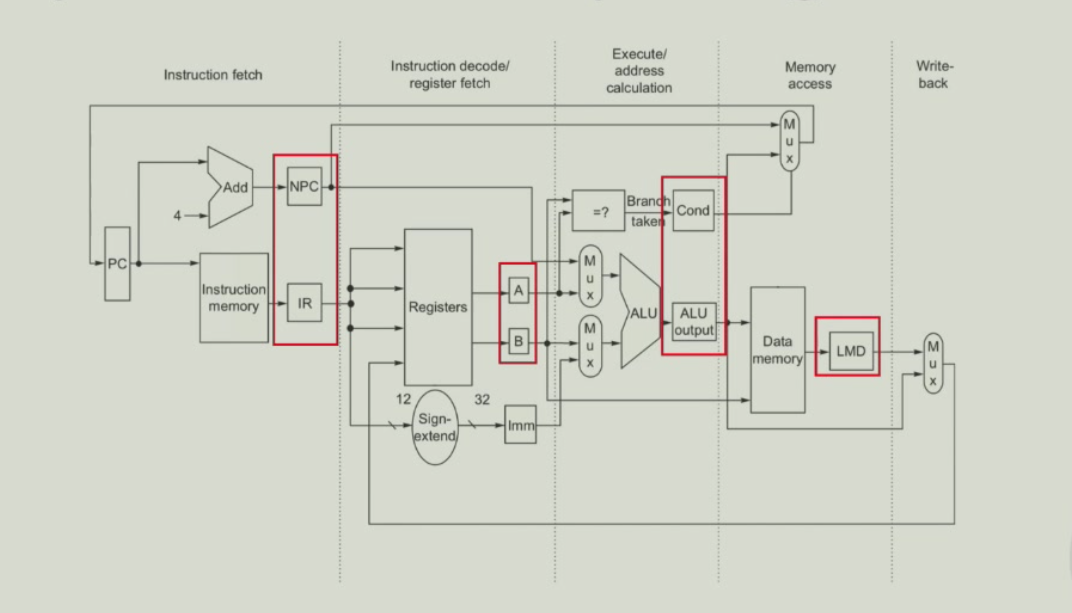 Instruction fetch
Instruction decode/
register fetch
Execute/
address
calculation
Memory
access
Write-
back
M
u
x
Add
NPC
4
=?
Branch
taken
Cond
PC
Instruction
memory
IR
Registers
A
B
M
u
x
M
u
x
ALU
ALU
output
Data
memory
LMD
M
u
x
12
32
Sign-
extend
Imm